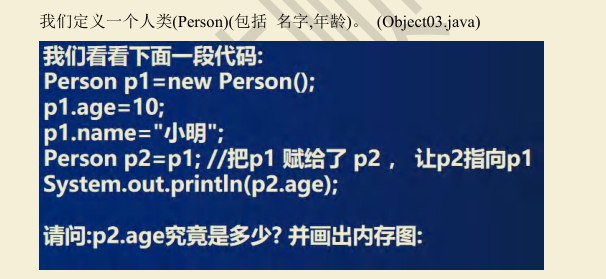 我们定义一个人类(Person)(包括 名字,年龄)。 (Object03.java)
我们看看下面一段代码:
Person p1=new Person();
p1.age=10;
p1.name="小明";
Person p2=p1; //把p1 赋给了 p2 ， 让p2指向p1
System.out.println(p2.age);
请问:p2.age究竟是多少? 并画出内存图: